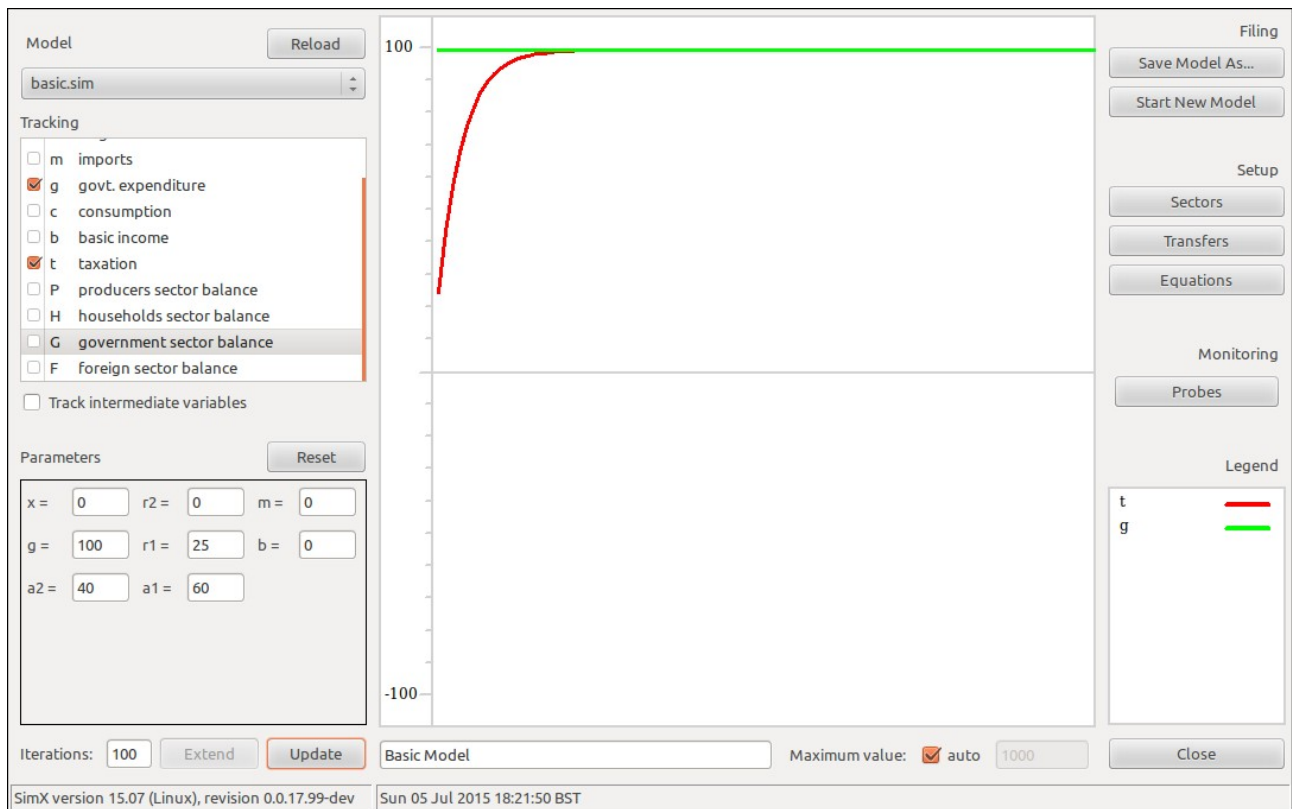 Model
Reload
basic.sim
Tracking
m imports
g govt. expenditure
c consumption
b basic income
t taxation
P producers sector balance
H households sector balance
G government sector balance
F foreign sector balance
Track intermediate variables
Parameters
Reset
x = 0 r2 = 0 m = 0
g = 100 r1 = 25 b = 0
a2 = 40 a1 = 60
Iterations: 100 Extend Update
100
-100
Basic Model
Maximum value: auto 1000
Filing
Save Model As...
Start New Model
Setup
Sectors
Transfers
Equations
Monitoring
Probes
Legend
t
g
Close
SimX version 15.07 (Linux), revision 0.0.17.99-dev
Sun 05 Jul 2015 18:21:50 BST